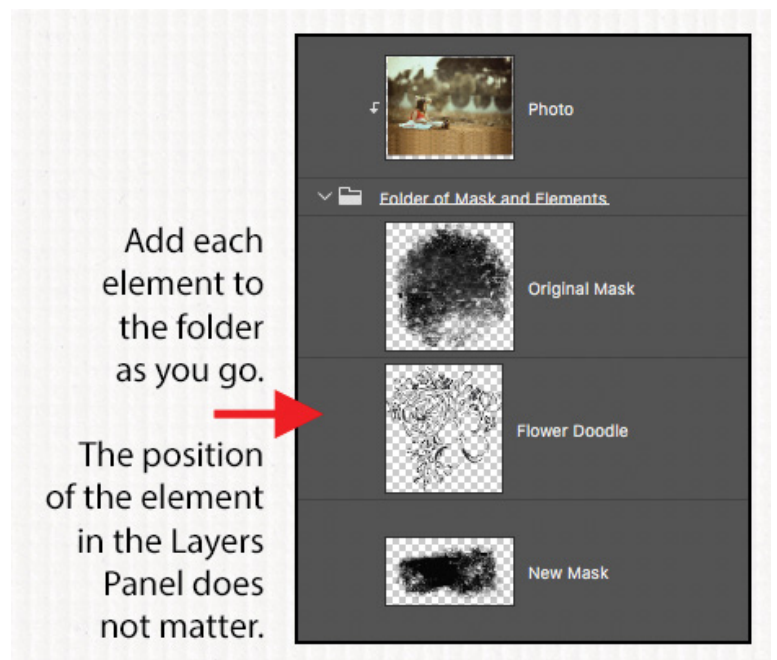 Photo
Folder of Mask and Elements
Add each
element to
the folder
as you go.
Original Mask
Flower Doodle
The position
of the element
in the Layers
Panel does
not matter.
New Mask